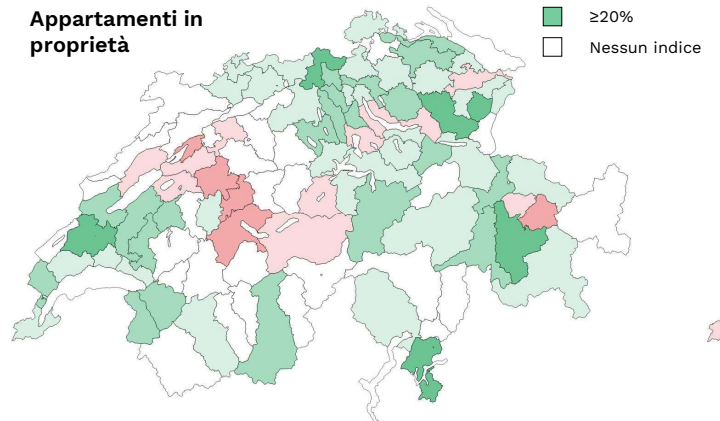 Appartamenti in
proprietà
≥20%
Nessun indice